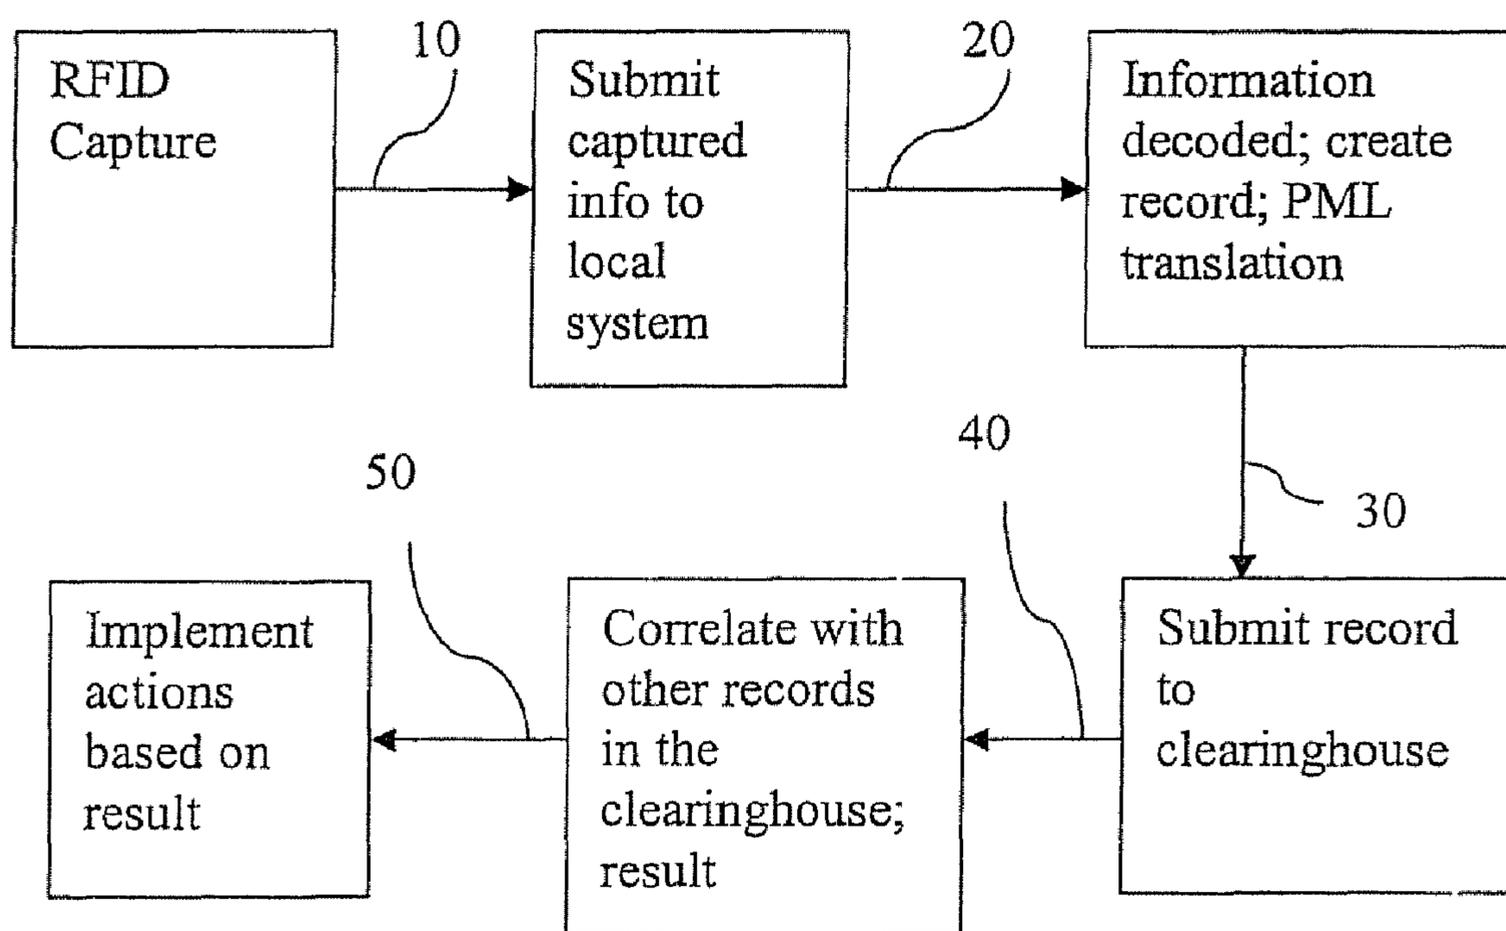 RFID
Capture
10
Submit
captured
info to
local
system
20
Information
decoded; create
record; PML
translation
30
Submit record
to
clearinghouse
40
Correlate with
other records
in the
clearinghouse;
result
50
Implement
actions
based on
result